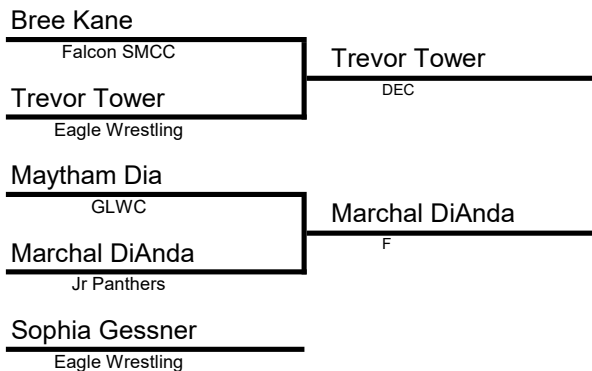 Bree Kane
Falcon SMCC
Trevor Tower
DEC
Trevor Tower
Eagle Wrestling
Maytham Dia
GLWC
Marchal DiAnda
F
Marchal DiAnda
Jr Panthers
Sophia Gessner
Eagle Wrestling